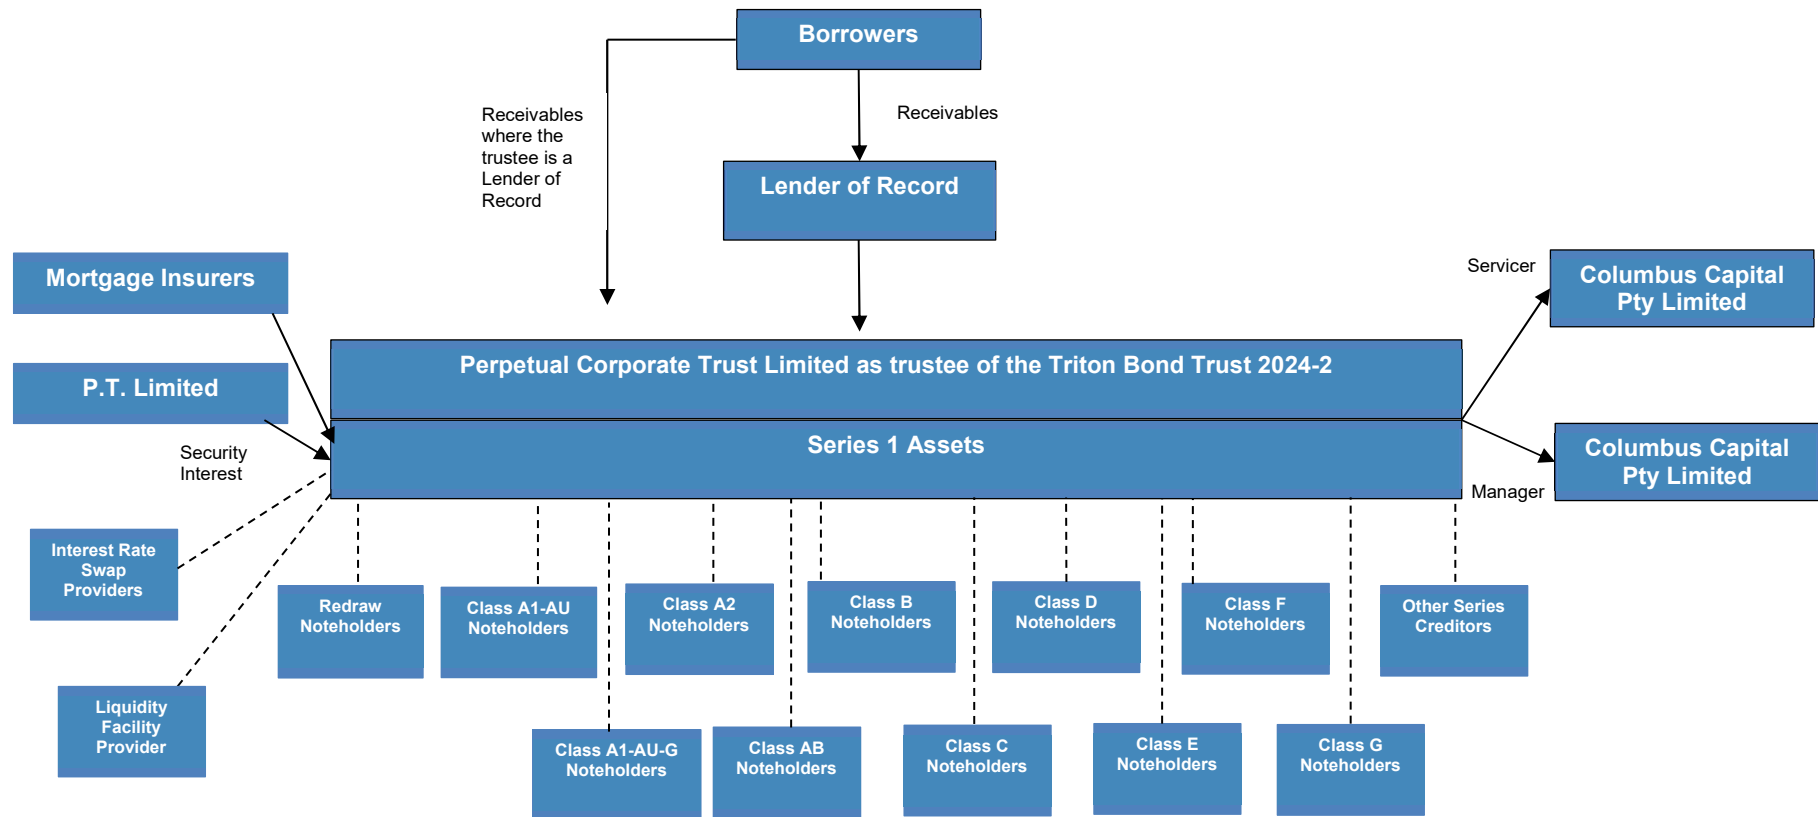 Borrowers
Receivables
where the
trustee is a
Lender of
Record
Receivables
Lender of Record
Mortgage Insurers
Servicer
Columbus Capital
Pty Limited
P.T. Limited
Perpetual Corporate Trust Limited as trustee of the Triton Bond Trust 2024-2
Security
Interest
Series 1 Assets
Columbus Capital
Pty Limited
Manager
Interest Rate
Swap
Providers
Redraw
Noteholders
Class A1-AU
Noteholders
Class A2
Noteholders
Class B
Noteholders
Class D
Noteholders
Class F
Noteholders
Other Series
Creditors
Liquidity
Facility
Provider
Class A1-AU-G
Noteholders
Class AB
Noteholders
Class C
Noteholders
Class E
Noteholders
Class G
Noteholders